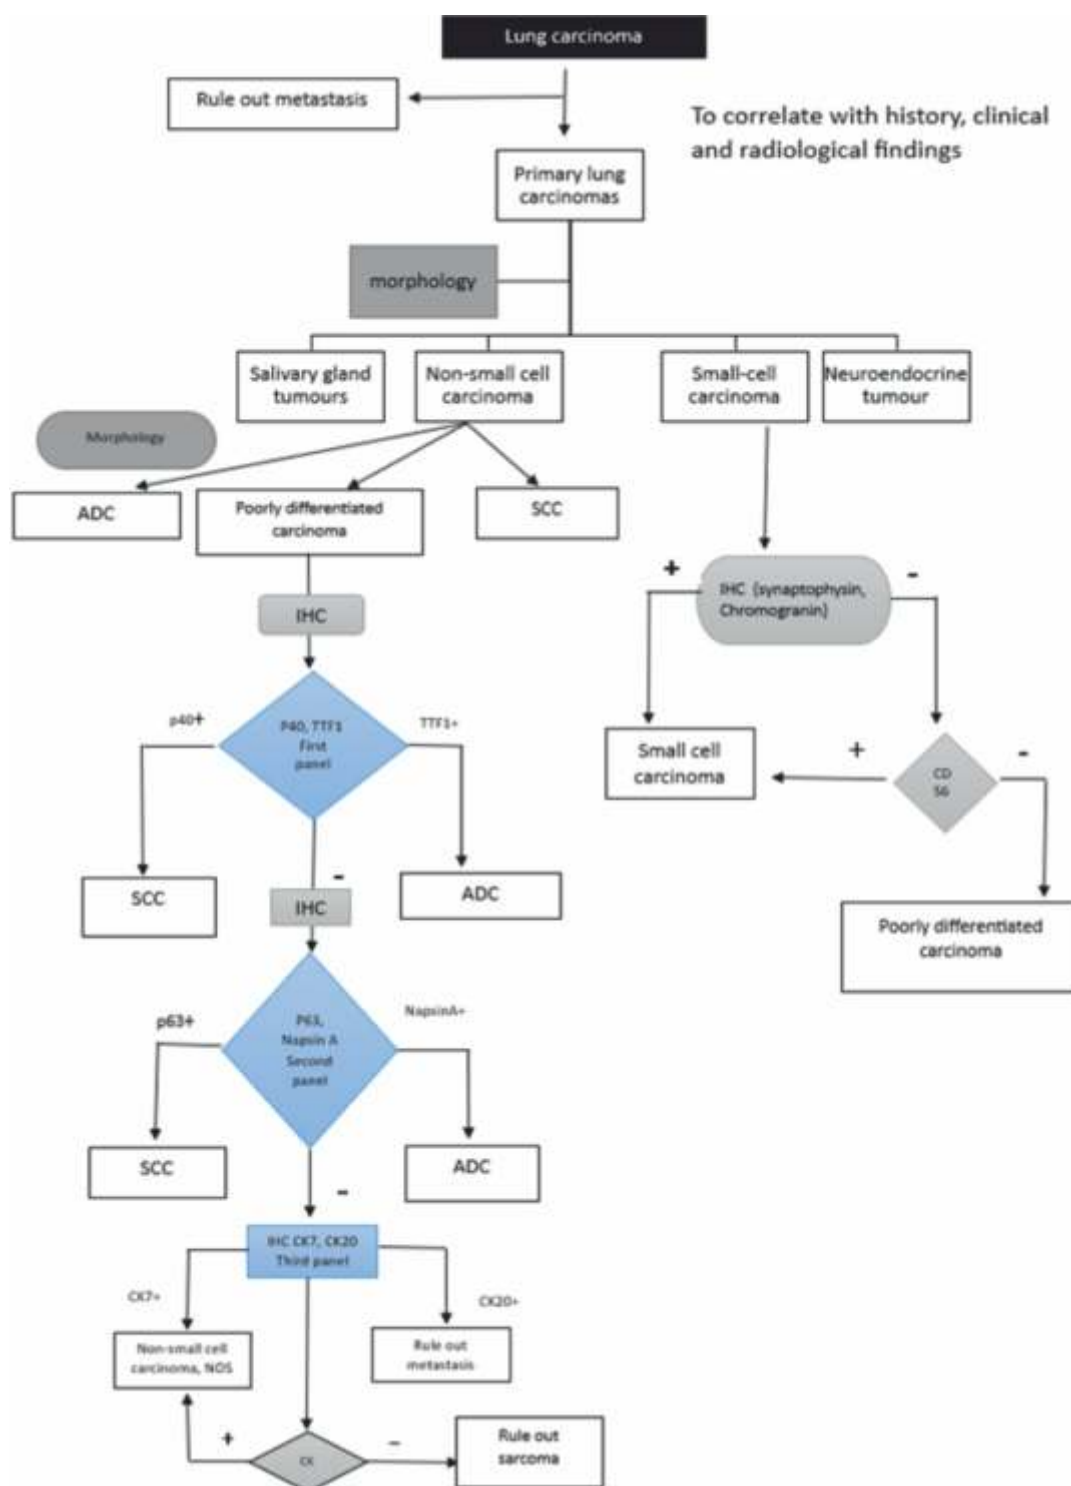 Lung carcinoma
Rule out metastasis
To correlate with history, clinical
and radiological findings
Primary lung
carcinomas
morphology
Salivary gland
tumours
Non-small cell
carcinoma
Small-cell
carcinoma
Neuroendocrine
tumour
Morphology
ADC
Poorly differentiated
carcinoma
SCC
+
-
IHC (synaptophysin,
Chromogranin)
IHC
p40+
P40, TTF1
First
panel
TTF1+
Small cell
carcinoma
+
CD
56
-
SCC
-
IHC
ADC
Poorly differentiated
carcinoma
p63+
P63,
Napsin A
Second
panel
NapsinA+
SCC
ADC
-
IHC CK7, CK20
Third panel
CK7+
CK20+
Non-small cell
carcinoma, NOS
Rule out
metastasis
+
CK
-
Rule out
sarcoma